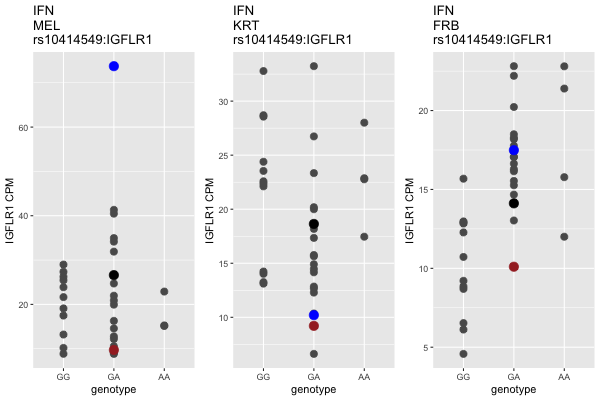 IFN
MEL
rs10414549:IGFLR1
60
40
20
IGFLR1 CPM
GG GA AA
genotype
IFN
KRT
rs10414549:IGFLR1
30
25
20
15
10
IGFLR1 CPM
GG GA AA
genotype
IFN
FRB
rs10414549:IGFLR1
20
15
10
5
IGFLR1 CPM
GG GA AA
genotype